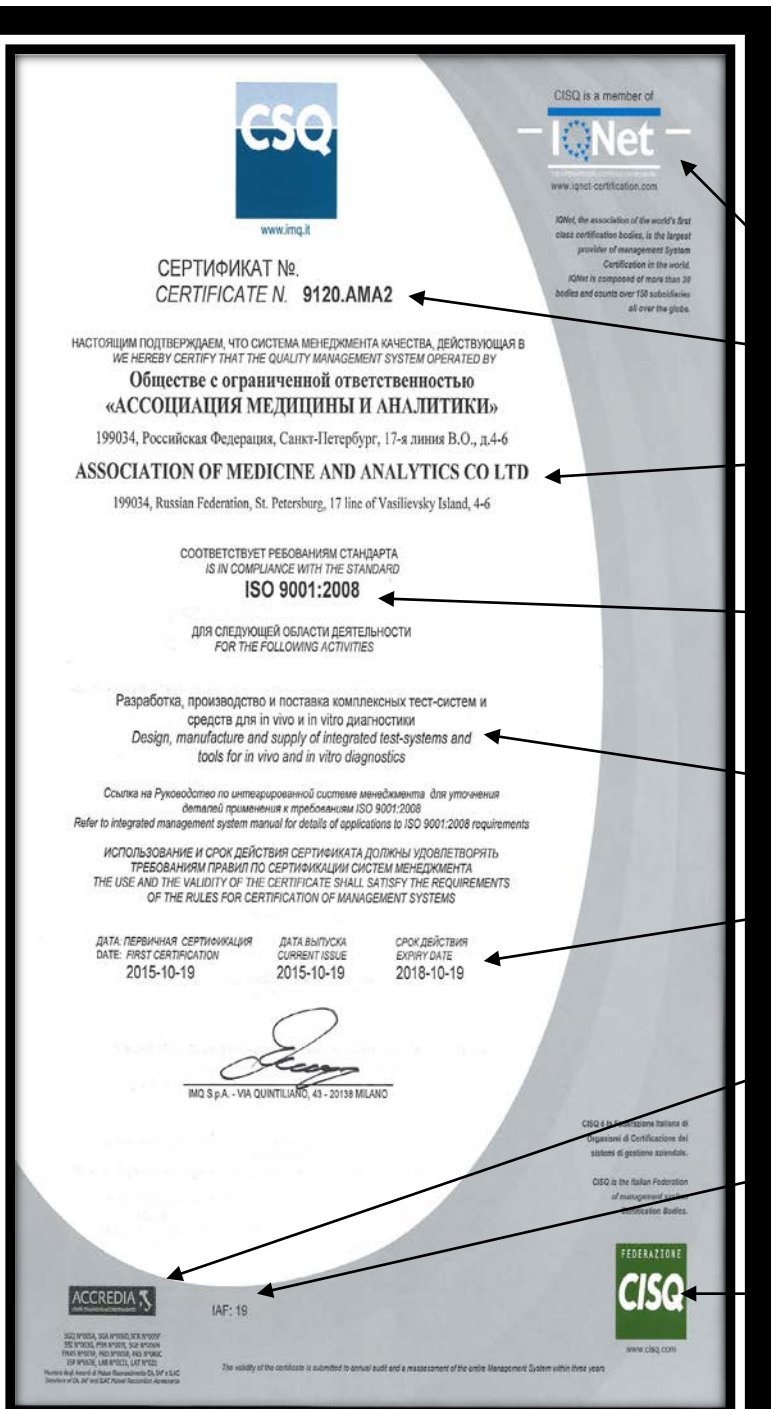 CSQ
www.imq.it
CISQ is a member of
IQNet
www.iqnet-certification.com
IQNet, the association of the world's first
class certification bodies, is the largest
provider of management System
Certification in the world.
IQNet is composed of more than 30
bodies and counts over 150 subsidiaries
all over the globe.
СЕРТИФИКАТ №.
CERTIFICATE N. 9120.AMA2
НАСТОЯЩИМ ПОДТВЕРЖДАЕМ, ЧТО СИСТЕМА МЕНЕДЖМЕНТА КАЧЕСТВА, ДЕЙСТВУЮЩАЯ В
WE HEREBY CERTIFY THAT THE QUALITY MANAGEMENT SYSTEM OPERATED BY
Обществе с ограниченной ответственностью
«АССОЦИАЦИЯ МЕДИЦИНЫ И АНАЛИТИКИ»
199034, Российская Федерация, Санкт-Петербург, 17-я линия В.О., д.4-6
ASSOCIATION OF MEDICINE AND ANALYTICS CO LTD
199034, Russian Federation, St. Petersburg, 17 line of Vasilievsky Island, 4-6
СООТВЕТСТВУЕТ РЕБОВАНИЯМ СТАНДАРТА
IS IN COMPLIANCE WITH THE STANDARD
ISO 9001:2008
ДЛЯ СЛЕДУЮЩЕЙ ОБЛАСТИ ДЕЯТЕЛЬНОСТИ
FOR THE FOLLOWING ACTIVITIES
Разработка, производство и поставка комплексных тест-систем и
средств для in vivo и in vitro диагностики
Design, manufacture and supply of integrated test-systems and
tools for in vivo and in vitro diagnostics
Ссылка на Руководство по интегарированной системе менеджмента для уточнения
деталей применения к требованиям ISO 9001:2008
Refer to integrated management system manual for details of applications to ISO 9001:2008 requirements
ИСПОЛЬЗОВАНИЕ И СРОК ДЕЙСТВИЯ СЕРТИФИКАТА ДОЛЖНЫ УДОВЛЕТВОРЯТЬ
ТРЕБОВАНИЯМ ПРАВИЛ ПО СЕРТИФИКАЦИИ СИСТЕМ МЕНЕДЖМЕНТА
THE USE AND THE VALIDITY OF THE CERTIFICATE SHALL SATISFY THE REQUIREMENTS
OF THE RULES FOR CERTIFICATION OF MANAGEMENT SYSTEMS
ДАТА: ПЕРВИЧНАЯ СЕРТИФИКАЦИЯ ДАТА ВЫПУСКА СРОК ДЕЙСТВИЯ
DATE: FIRST CERTIFICATION CURRENT ISSUE EXPIRY DATE
2015-10-19 2015-10-19 2018-10-19
IMQ S.p.A. - VIA QUINTILIANO, 43 - 20138 MILANO
CISQ è la Federazione Italiana di
Organismi di Certificazione dei
sistemi di gestione aziendale.
CISQ is the Italian Federation
of management system
Certification Bodies.
FEDERAZIONE
CISQ
www.cisq.com
ACCREDIA
IAF: 19
The validity of the certificate is submitted to annual audit and a reassessment of the entire Management System within three years